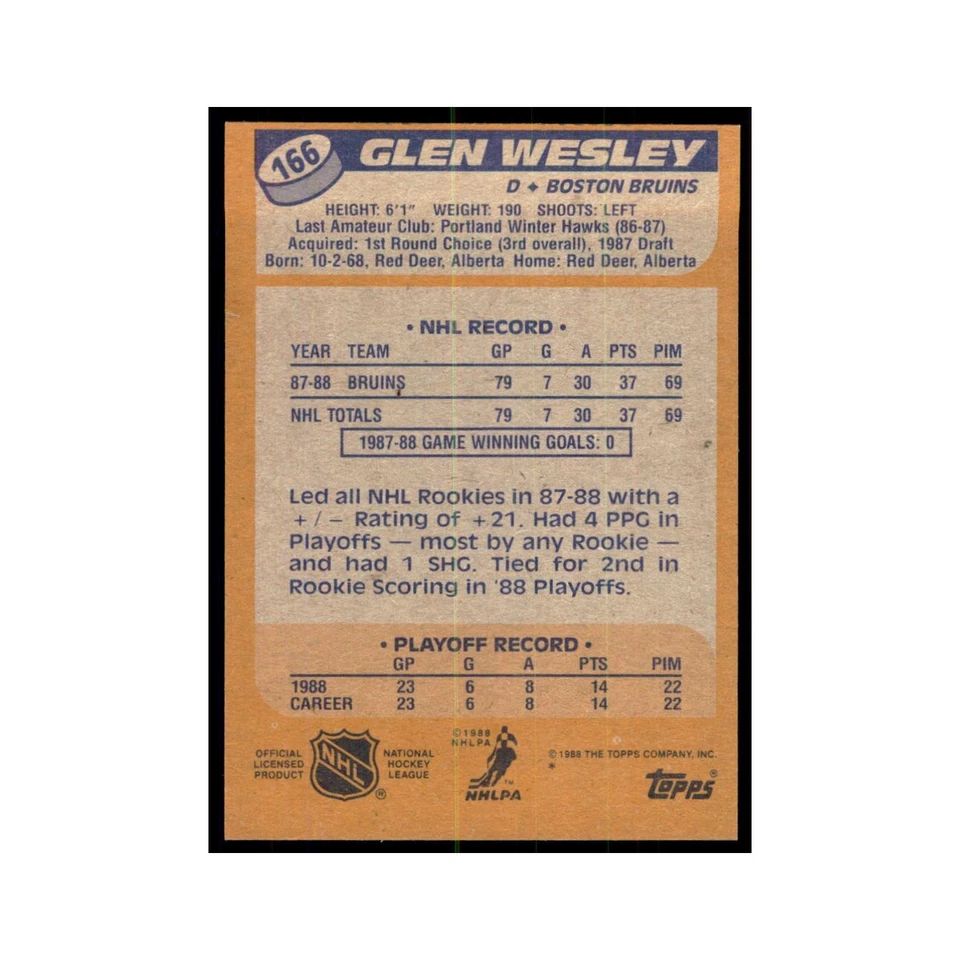 166 GLEN WESLEY
D ✦ BOSTON BRUINS
HEIGHT: 6'1" WEIGHT: 190 SHOOTS: LEFT
Last Amateur Club: Portland Winter Hawks (86-87)
Acquired: 1st Round Choice (3rd overall), 1987 Draft
Born: 10-2-68, Red Deer, Alberta Home: Red Deer, Alberta
• NHL RECORD •
YEAR TEAM GP G A PTS PIM
87-88 BRUINS 79 7 30 37 69
NHL TOTALS 79 7 30 37 69
1987-88 GAME WINNING GOALS: 0
Led all NHL Rookies in 87-88 with a
+/− Rating of +21. Had 4 PPG in
Playoffs — most by any Rookie —
and had 1 SHG. Tied for 2nd in
Rookie Scoring in '88 Playoffs.
• PLAYOFF RECORD •
GP G A PTS PIM
1988 23 6 8 14 22
CAREER 23 6 8 14 22
OFFICIAL
LICENSED
PRODUCT
NHL
®
NATIONAL
HOCKEY
LEAGUE
©1988
NHLPA
™
NHLPA
©1988 THE TOPPS COMPANY, INC.
*
topps®